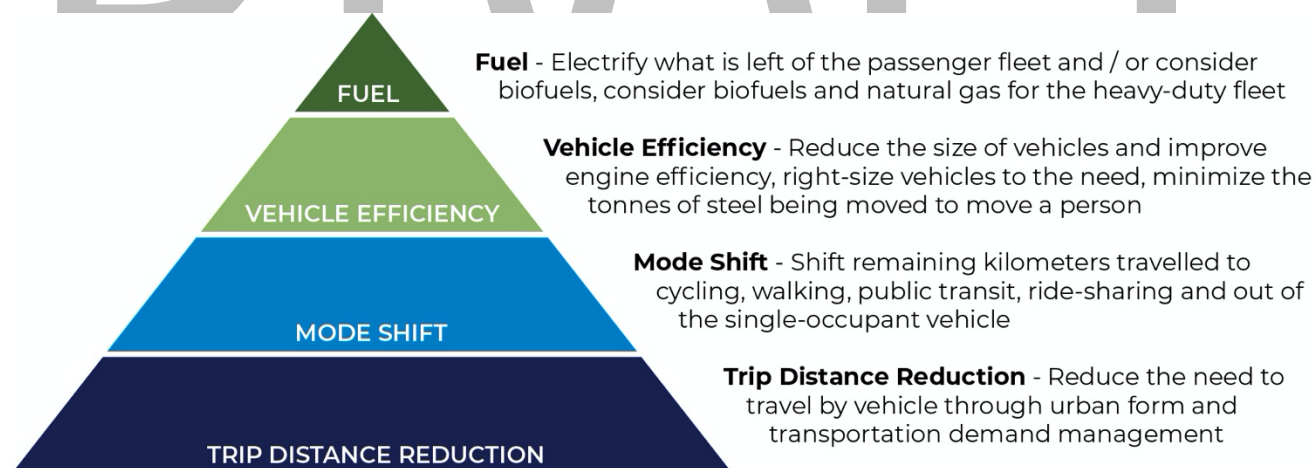 FUEL
Fuel - Electrify what is left of the passenger fleet and / or consider
biofuels, consider biofuels and natural gas for the heavy-duty fleet
VEHICLE EFFICIENCY
Vehicle Efficiency - Reduce the size of vehicles and improve
engine efficiency, right-size vehicles to the need, minimize the
tonnes of steel being moved to move a person
MODE SHIFT
Mode Shift - Shift remaining kilometers travelled to
cycling, walking, public transit, ride-sharing and out of
the single-occupant vehicle
TRIP DISTANCE REDUCTION
Trip Distance Reduction - Reduce the need to
travel by vehicle through urban form and
transportation demand management